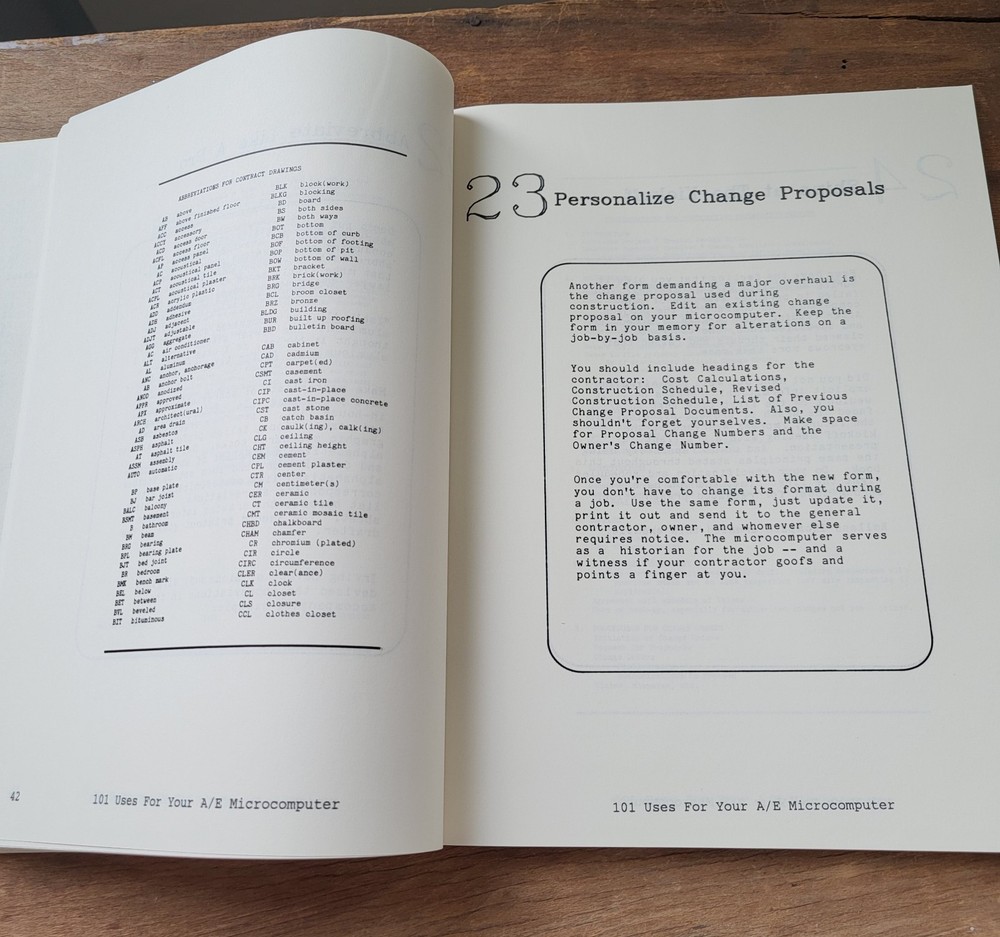 ABBREVIATIONS FOR CONTRACT DRAWINGS
AB above
AFF above finished floor
ACC access
ACCT accessory
ACD access door
ACFL access floor
AP access panel
AC acoustical
ACP acoustical panel
ACT acoustical tile
ACPL acoustical plaster
ACR acrylic plastic
ADD addendum
ADH adhesive
ADJ adjacent
ADJT adjustable
AGG aggregate
AC air conditioner
ALT alternative
AL aluminum
ANC anchor, anchorage
AB anchor bolt
ANOD anodized
APPR approved
APX approximate
ARCH architect(ural)
AD area drain
ASB asbestos
ASPH asphalt
AT asphalt tile
ASSM assembly
AUTO automatic
BP base plate
BJ bar joist
BALC balcony
BSMT basement
B bathroom
BM beam
BRG bearing
BPL bearing plate
BJT bed joint
BR bedroom
BMK bench mark
BEL below
BET between
BVL beveled
BIT bituminous
BLK block(work)
BLKG blocking
BD board
BS both sides
BW both ways
BOT bottom
BCB bottom of curb
BOF bottom of footing
BOP bottom of pit
BOW bottom of wall
BKT bracket
BRK brick(work)
BRG bridge
BCL broom closet
BRZ bronze
BLDG building
BUR built up roofing
BBD bulletin board
CAB cabinet
CAD cadmium
CPT carpet(ed)
CSMT casement
CI cast iron
CIP cast-in-place
CIPC cast-in-place concrete
CST cast stone
CB catch basin
CK caulk(ing), calk(ing)
CLG ceiling
CHT ceiling height
CEM cement
CPL cement plaster
CTR center
CM centimeter(s)
CER ceramic
CT ceramic tile
CMT ceramic mosaic tile
CHBD chalkboard
CHAM chamfer
CR chromium (plated)
CIR circle
CIRC circumference
CLER clear(ance)
CLK clock
CL closet
CLS closure
CCL clothes closet
42
101 Uses For Your A/E Microcomputer
23 Personalize Change Proposals
Another form demanding a major overhaul is
the change proposal used during
construction. Edit an existing change
proposal on your microcomputer. Keep the
form in your memory for alterations on a
job-by-job basis.
You should include headings for the
contractor: Cost Calculations,
Construction Schedule, Revised
Construction Schedule, List of Previous
Change Proposal Documents. Also, you
shouldn't forget yourselves. Make space
for Proposal Change Numbers and the
Owner's Change Number.
Once you're comfortable with the new form,
you don't have to change its format during
a job. Use the same form, just update it,
print it out and send it to the general
contractor, owner, and whomever else
requires notice. The microcomputer serves
as a historian for the job -- and a
witness if your contractor goofs and
points a finger at you.
101 Uses For Your A/E Microcomputer